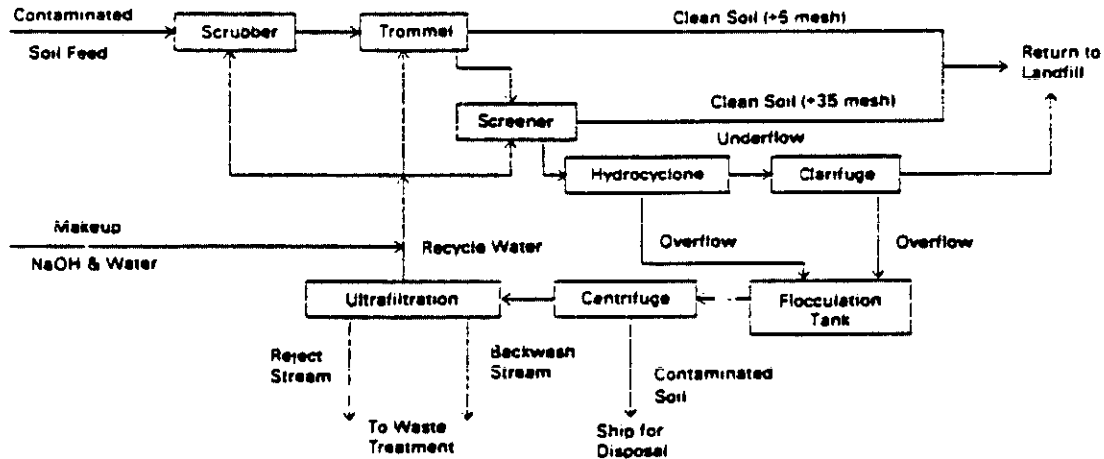 Contaminated
Soil Feed
Scrubber
Trommel
Clean Soil (+5 mesh)
Return to
Landfill
Screener
Clean Soil (+35 mesh)
Underflow
Hydrocyclone
Clarifuge
Makeup
NaOH & Water
Recycle Water
Overflow
Overflow
Ultrafiltration
Centrifuge
Flocculation
Tank
Reject
Stream
Backwash
Stream
Contaminated
Soil
To Waste
Treatment
Ship for
Disposal